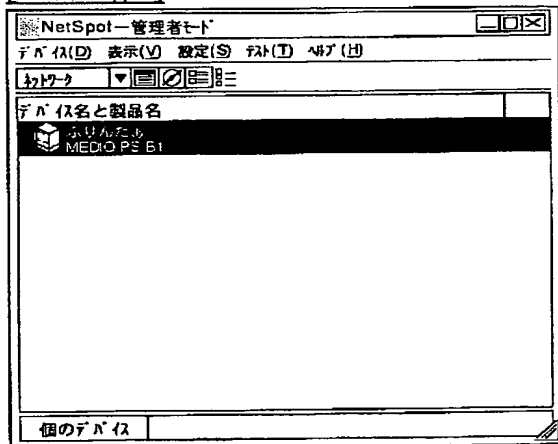 NetSpot－管理者ﾓｰﾄﾞ
ﾃﾞﾊﾞｲｽ(D) 表示(V) 設定(S) ﾃｽﾄ(T) ﾍﾙﾌﾟ(H)
ﾈｯﾄﾜｰｸ
ﾃﾞﾊﾞｲｽ名と製品名
ぷりんたぁ
MEDIO PS B1
個のﾃﾞﾊﾞｲｽ